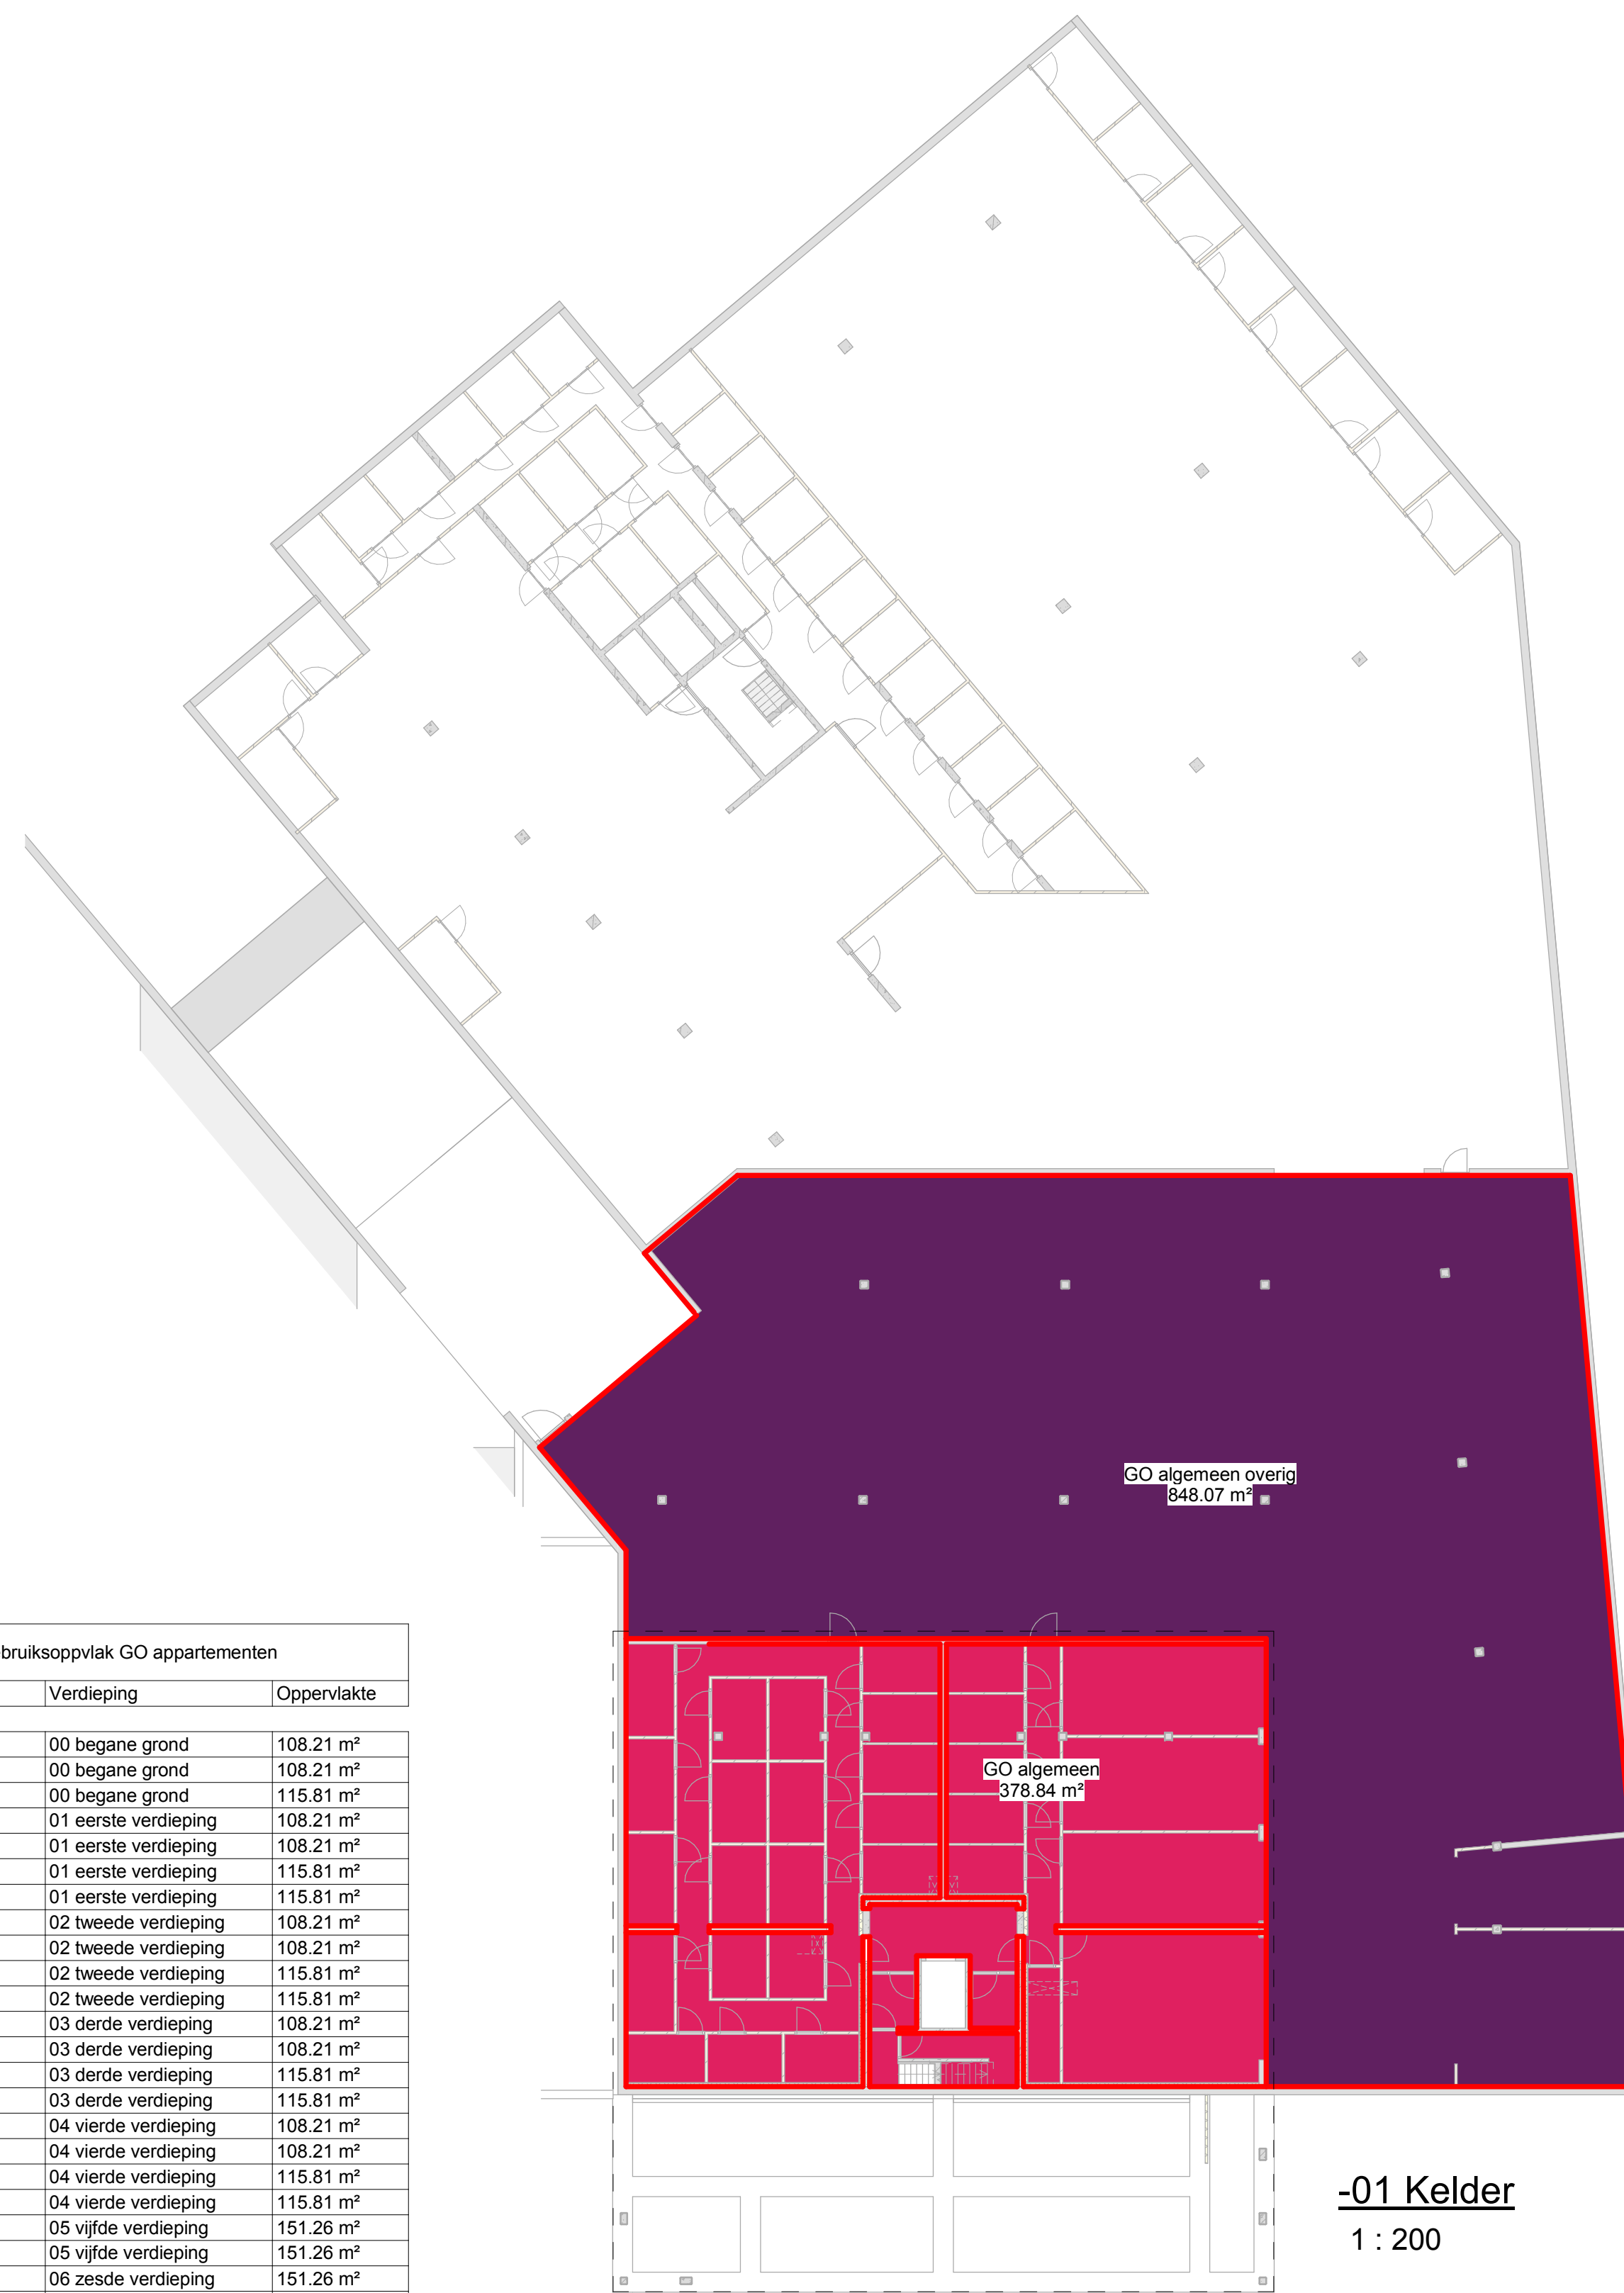 GO algemeen overig
848.07 m²
bruiksoppvlak GO appartementen
Verdieping Oppervlakte
00 begane grond 108.21 m²
00 begane grond 108.21 m²
00 begane grond 115.81 m²
01 eerste verdieping 108.21 m²
01 eerste verdieping 108.21 m²
01 eerste verdieping 115.81 m²
01 eerste verdieping 115.81 m²
02 tweede verdieping 108.21 m²
02 tweede verdieping 108.21 m²
02 tweede verdieping 115.81 m²
02 tweede verdieping 115.81 m²
03 derde verdieping 108.21 m²
03 derde verdieping 108.21 m²
03 derde verdieping 115.81 m²
03 derde verdieping 115.81 m²
04 vierde verdieping 108.21 m²
04 vierde verdieping 108.21 m²
04 vierde verdieping 115.81 m²
04 vierde verdieping 115.81 m²
05 vijfde verdieping 151.26 m²
05 vijfde verdieping 151.26 m²
06 zesde verdieping 151.26 m²
GO algemeen
378.84 m²
-01 Kelder
1 : 200